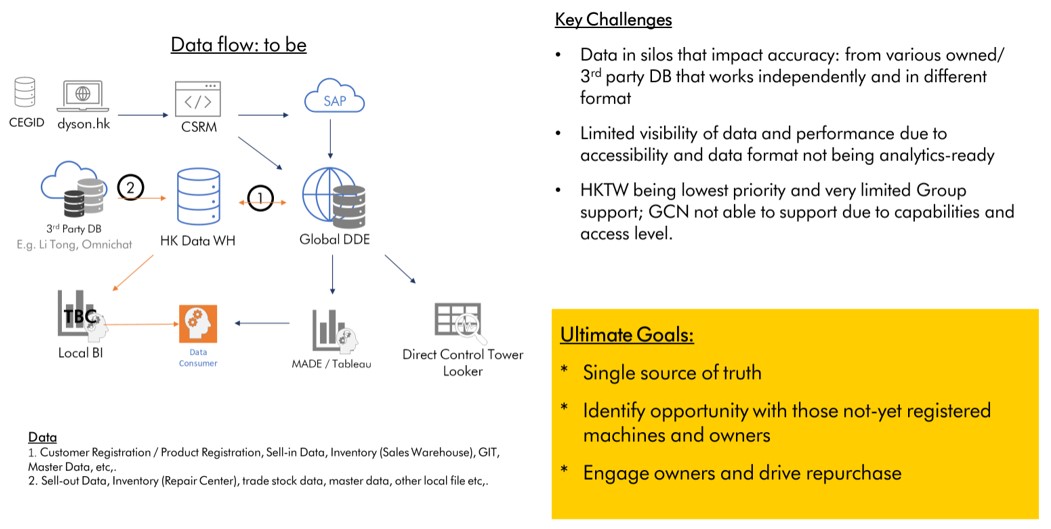 Data flow: to be
CEGID
dyson.hk
</>
CSRM
SAP
2
1
3rd Party DB
E.g. Li Tong, Omnichat
HK Data WH
Global DDE
TBC
Local BI
Data
Consumer
MADE / Tableau
Direct Control Tower
Looker
Data
1. Customer Registration / Product Registration, Sell-in Data, Inventory (Sales Warehouse), GIT,
Master Data, etc,.
2. Sell-out Data, Inventory (Repair Center), trade stock data, master data, other local file etc,.
Key Challenges
• Data in silos that impact accuracy: from various owned/
3rd party DB that works independently and in different
format
• Limited visibility of data and performance due to
accessibility and data format not being analytics-ready
• HKTW being lowest priority and very limited Group
support; GCN not able to support due to capabilities and
access level.
Ultimate Goals:
* Single source of truth
* Identify opportunity with those not-yet registered
machines and owners
* Engage owners and drive repurchase